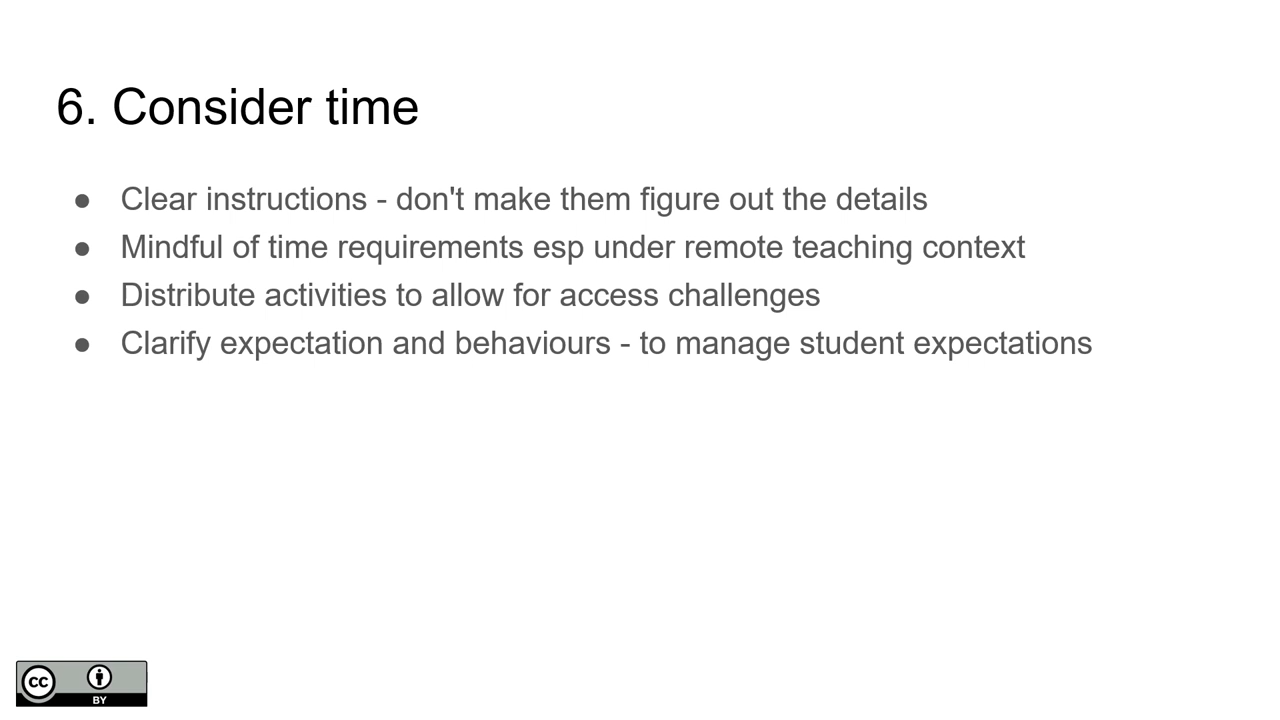 6. Consider time
● Clear instructions - don't make them figure out the details
● Mindful of time requirements esp under remote teaching context
● Distribute activities to allow for access challenges
● Clarify expectation and behaviours - to manage student expectations
CC
BY